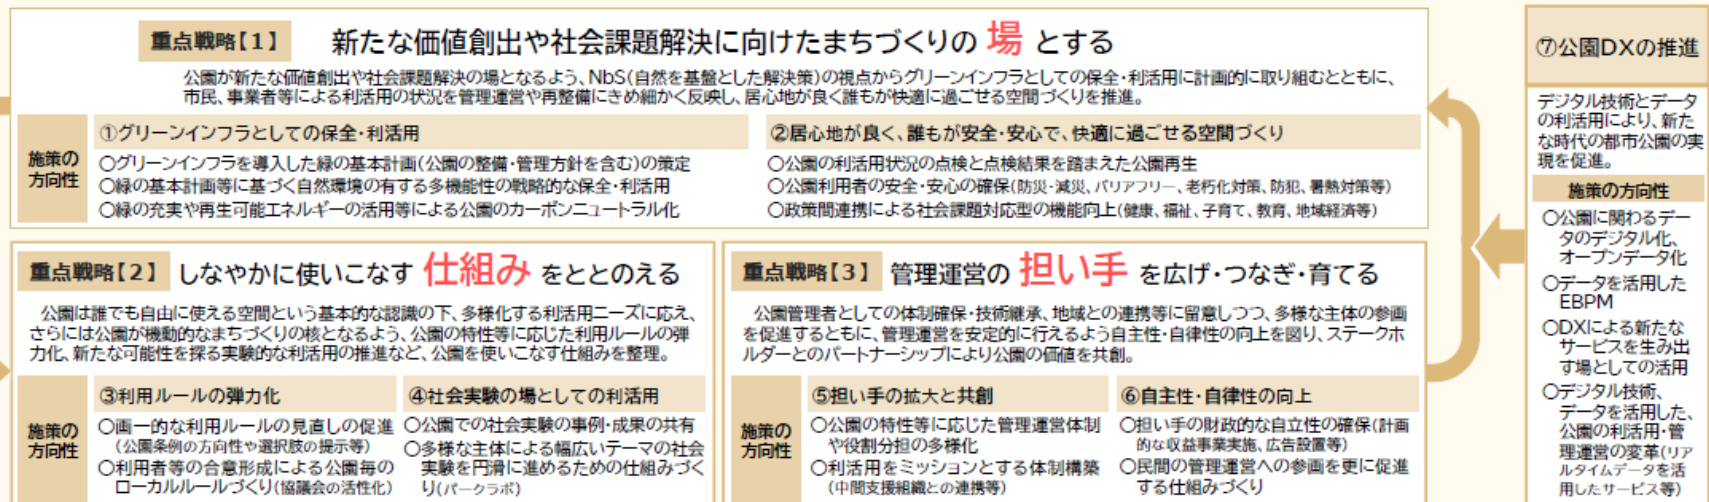 重点戦略【1】 新たな価値創出や社会課題解決に向けたまちづくりの 場 とする
公園が新たな価値創出や社会課題解決の場となるよう、NbS(自然を基盤とした解決策)の視点からグリーンインフラとしての保全・利活用に計画的に取り組むとともに、
市民、事業者等による利活用の状況を管理運営や再整備にきめ細かく反映し、居心地が良く誰もが快適に過ごせる空間づくりを推進。
施策の
方向性
①グリーンインフラとしての保全・利活用
○グリーンインフラを導入した緑の基本計画(公園の整備・管理方針を含む)の策定
○緑の基本計画等に基づく自然環境の有する多機能性の戦略的な保全・利活用
○緑の充実や再生可能エネルギーの活用等による公園のカーボンニュートラル化
②居心地が良く、誰もが安全・安心で、快適に過ごせる空間づくり
○公園の利活用状況の点検と点検結果を踏まえた公園再生
○公園利用者の安全・安心の確保(防災・減災、バリアフリー、老朽化対策、防犯、暑熱対策等)
○政策間連携による社会課題対応型の機能向上(健康、福祉、子育て、教育、地域経済等)
重点戦略【2】 しなやかに使いこなす 仕組み をととのえる
公園は誰でも自由に使える空間という基本的な認識の下、多様化する利活用ニーズに応え、
さらには公園が機動的なまちづくりの核となるよう、公園の特性等に応じた利用ルールの弾
力化、新たな可能性を探る実験的な利活用の推進など、公園を使いこなす仕組みを整理。
施策の
方向性
③利用ルールの弾力化
○画一的な利用ルールの見直しの促進
(公園条例の方向性や選択肢の提示等)
○利用者等の合意形成による公園毎の
ローカルルールづくり(協議会の活性化)
④社会実験の場としての利活用
○公園での社会実験の事例・成果の共有
○多様な主体による幅広いテーマの社会
実験を円滑に進めるための仕組みづく
り(パークラボ)
重点戦略【3】 管理運営の 担い手 を広げ・つなぎ・育てる
公園管理者としての体制確保・技術継承、地域との連携等に留意しつつ、多様な主体の参画
を促進するともに、管理運営を安定的に行えるよう自主性・自律性の向上を図り、ステークホ
ルダーとのパートナーシップにより公園の価値を共創。
施策の
方向性
⑤担い手の拡大と共創
○公園の特性等に応じた管理運営体制
や役割分担の多様化
○利活用をミッションとする体制構築
(中間支援組織との連携等)
⑥自主性・自律性の向上
○担い手の財政的な自立性の確保(計画
的な収益事業実施、広告設置等)
○民間の管理運営への参画を更に促進
する仕組みづくり
⑦公園DXの推進
デジタル技術とデータ
の利活用により、新た
な時代の都市公園の実
現を促進。
施策の方向性
○公園に関わるデー
タのデジタル化、
オープンデータ化
○データを活用した
EBPM
○DXによる新たな
サービスを生み出
す場としての活用
○デジタル技術、
データを活用した、
公園の利活用・管
理運営の変革(リア
ルタイムデータを活
用したサービス等)